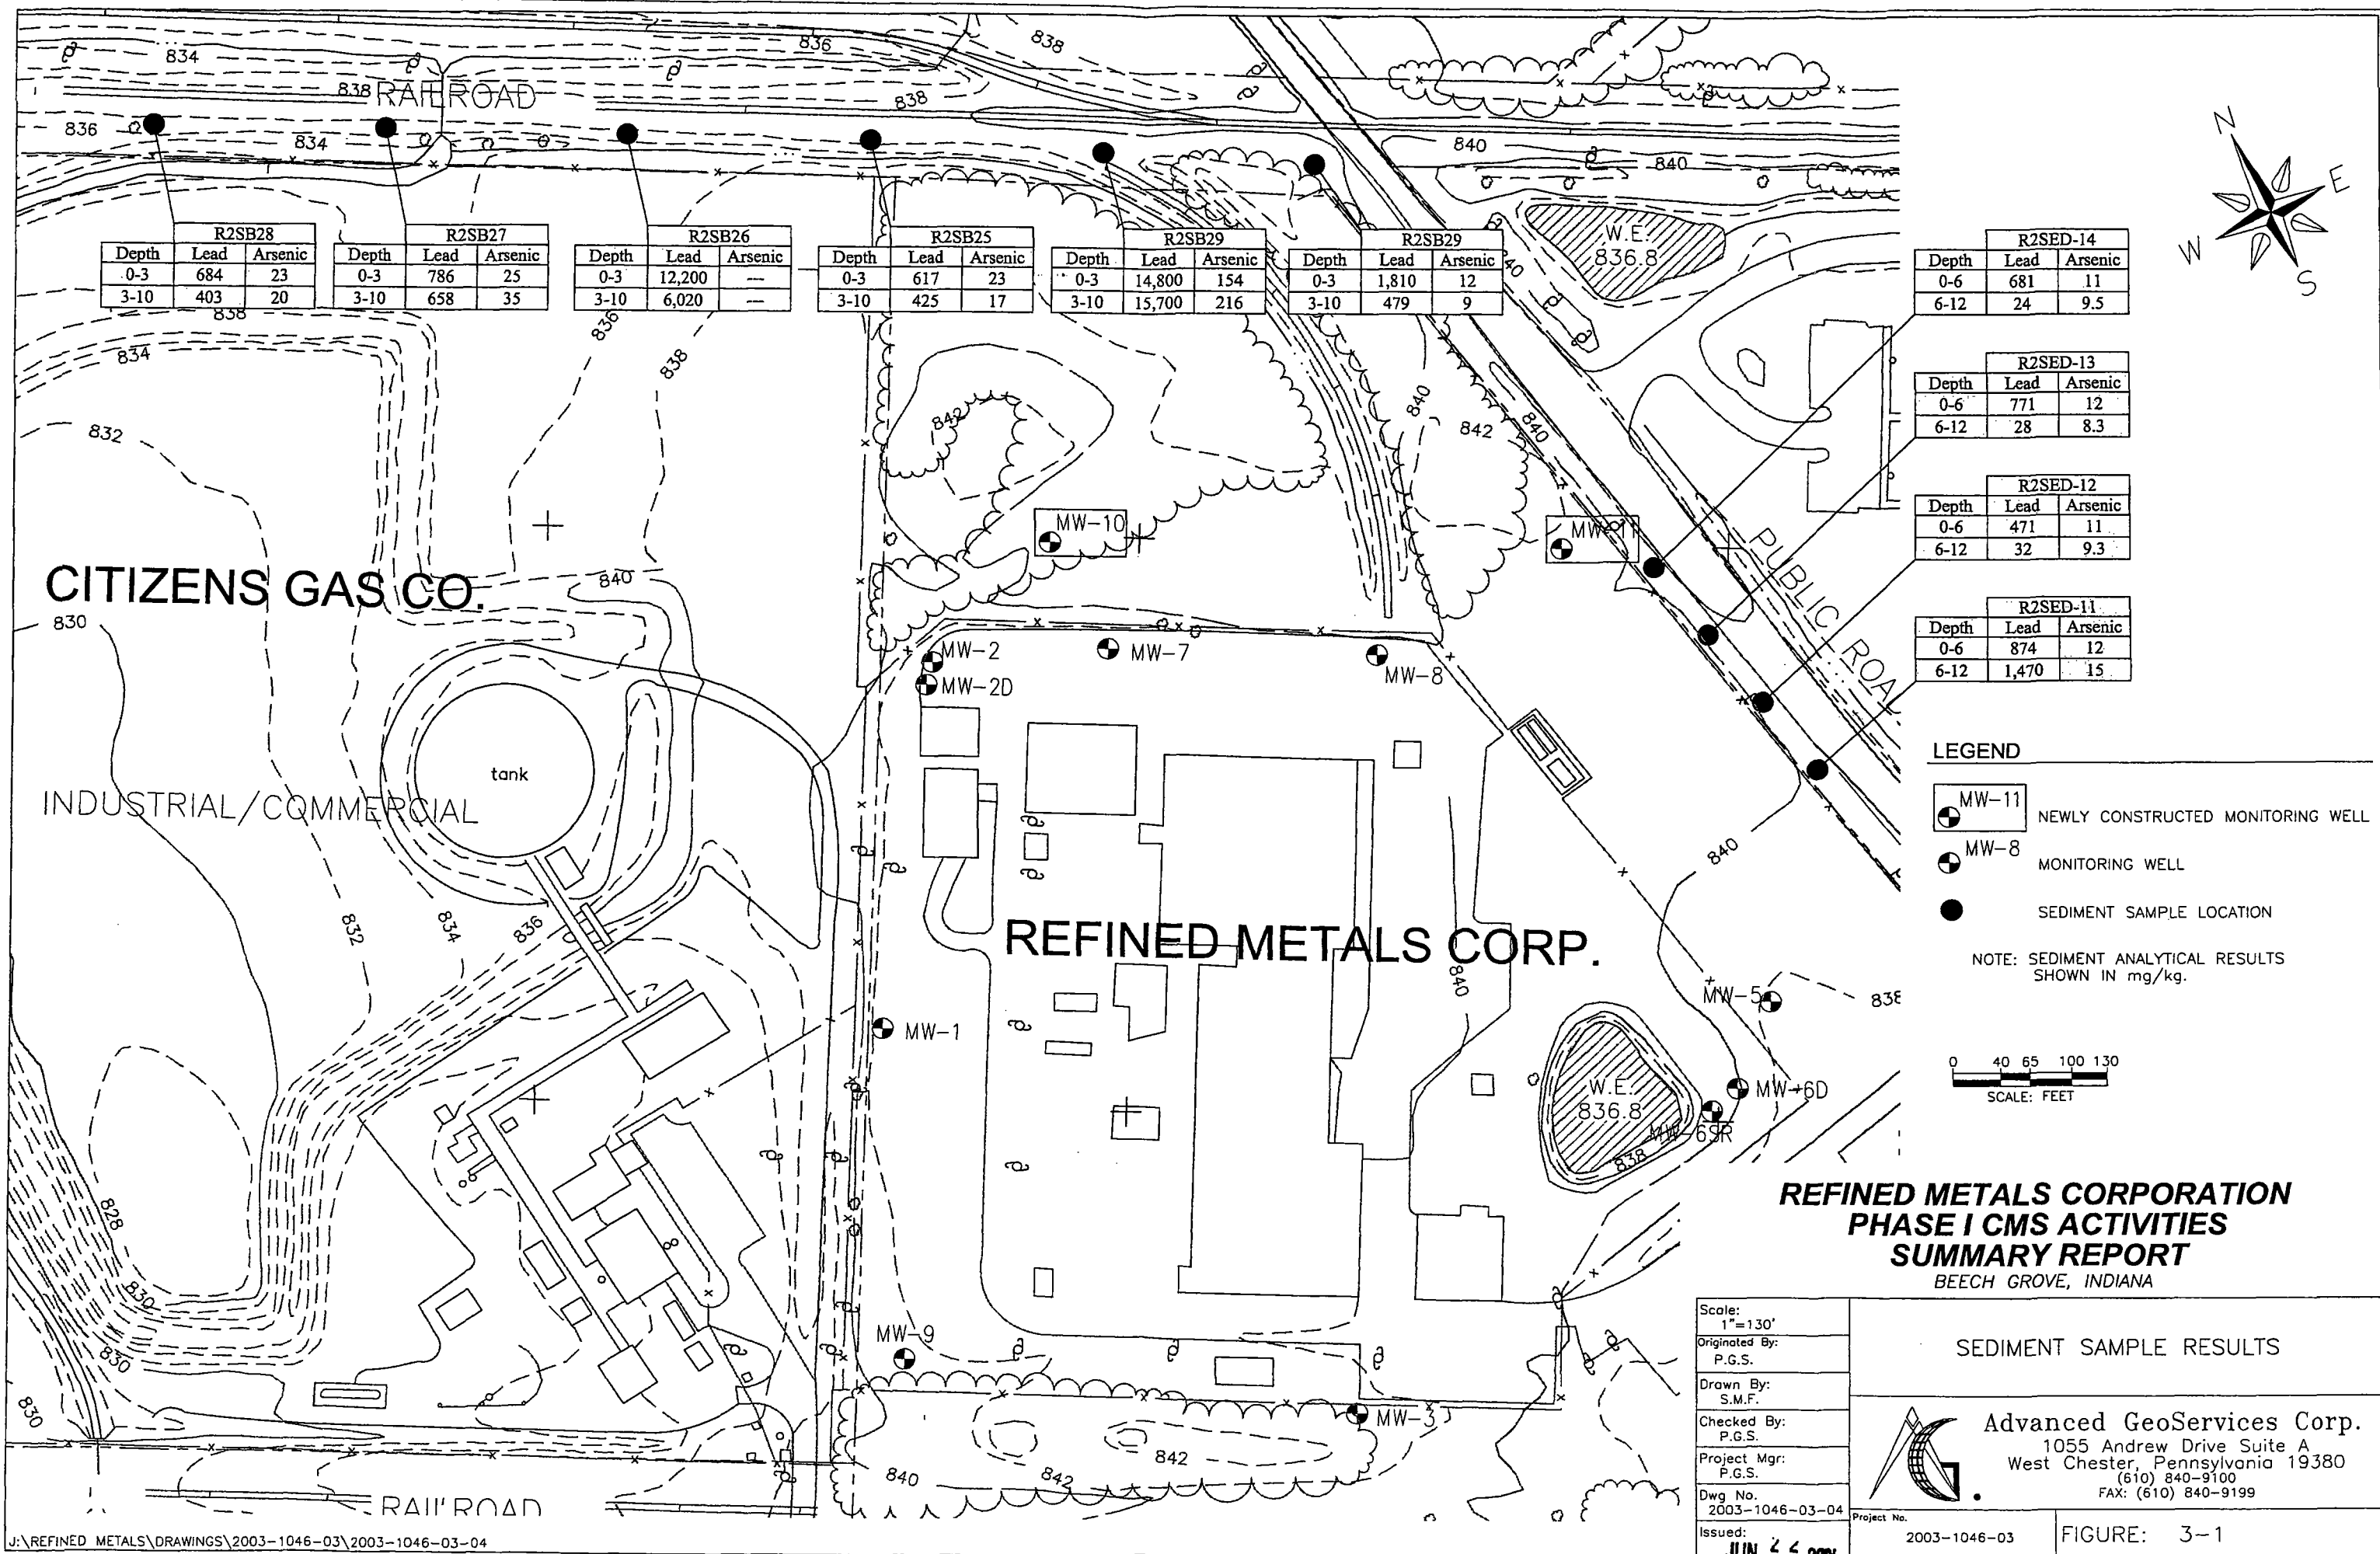 834
836
838
838
RAILROAD
838
836
834
840
840
N
E
W
S
R2SB28
Depth Lead Arsenic
0-3 684 23
3-10 403 20
R2SB27
Depth Lead Arsenic
0-3 786 25
3-10 658 35
R2SB26
Depth Lead Arsenic
0-3 12,200 ---
3-10 6,020 ---
R2SB25
Depth Lead Arsenic
0-3 617 23
3-10 425 17
R2SB29
Depth Lead Arsenic
0-3 14,800 154
3-10 15,700 216
R2SB29
Depth Lead Arsenic
0-3 1,810 12
3-10 479 9
W.E.
836.8
840
R2SED-14
Depth Lead Arsenic
0-6 681 11
6-12 24 9.5
R2SED-13
Depth Lead Arsenic
0-6 771 12
6-12 28 8.3
R2SED-12
Depth Lead Arsenic
0-6 471 11
6-12 32 9.3
R2SED-11
Depth Lead Arsenic
0-6 874 12
6-12 1,470 15
838
834
836
838
832
842
840
842
840
MW-10
MW-11
PUBLIC ROA
CITIZENS GAS CO.
840
830
MW-2
MW-2D
MW-7
MW-8
tank
INDUSTRIAL/COMMERCIAL
840
832
834
836
REFINED METALS CORP.
840
MW-5
838
MW-1
W.E.
836.8
MW-6D
MW-6SR
838
828
830
830
830
MW-9
MW-3
840
842
842
RAILROAD
LEGEND
MW-11
NEWLY CONSTRUCTED MONITORING WELL
MW-8
MONITORING WELL
SEDIMENT SAMPLE LOCATION
NOTE: SEDIMENT ANALYTICAL RESULTS
SHOWN IN mg/kg.
0 40 65 100 130
SCALE: FEET
REFINED METALS CORPORATION
PHASE I CMS ACTIVITIES
SUMMARY REPORT
BEECH GROVE, INDIANA
Scale:
1"=130'
Originated By:
P.G.S.
Drawn By:
S.M.F.
Checked By:
P.G.S.
Project Mgr:
P.G.S.
Dwg No.
2003-1046-03-04
Issued:
JUN
SEDIMENT SAMPLE RESULTS
Advanced GeoServices Corp.
1055 Andrew Drive Suite A
West Chester, Pennsylvania 19380
(610) 840-9100
FAX: (610) 840-9199
Project No.
2003-1046-03
FIGURE: 3-1
J:\REFINED METALS\DRAWINGS\2003-1046-03\2003-1046-03-04